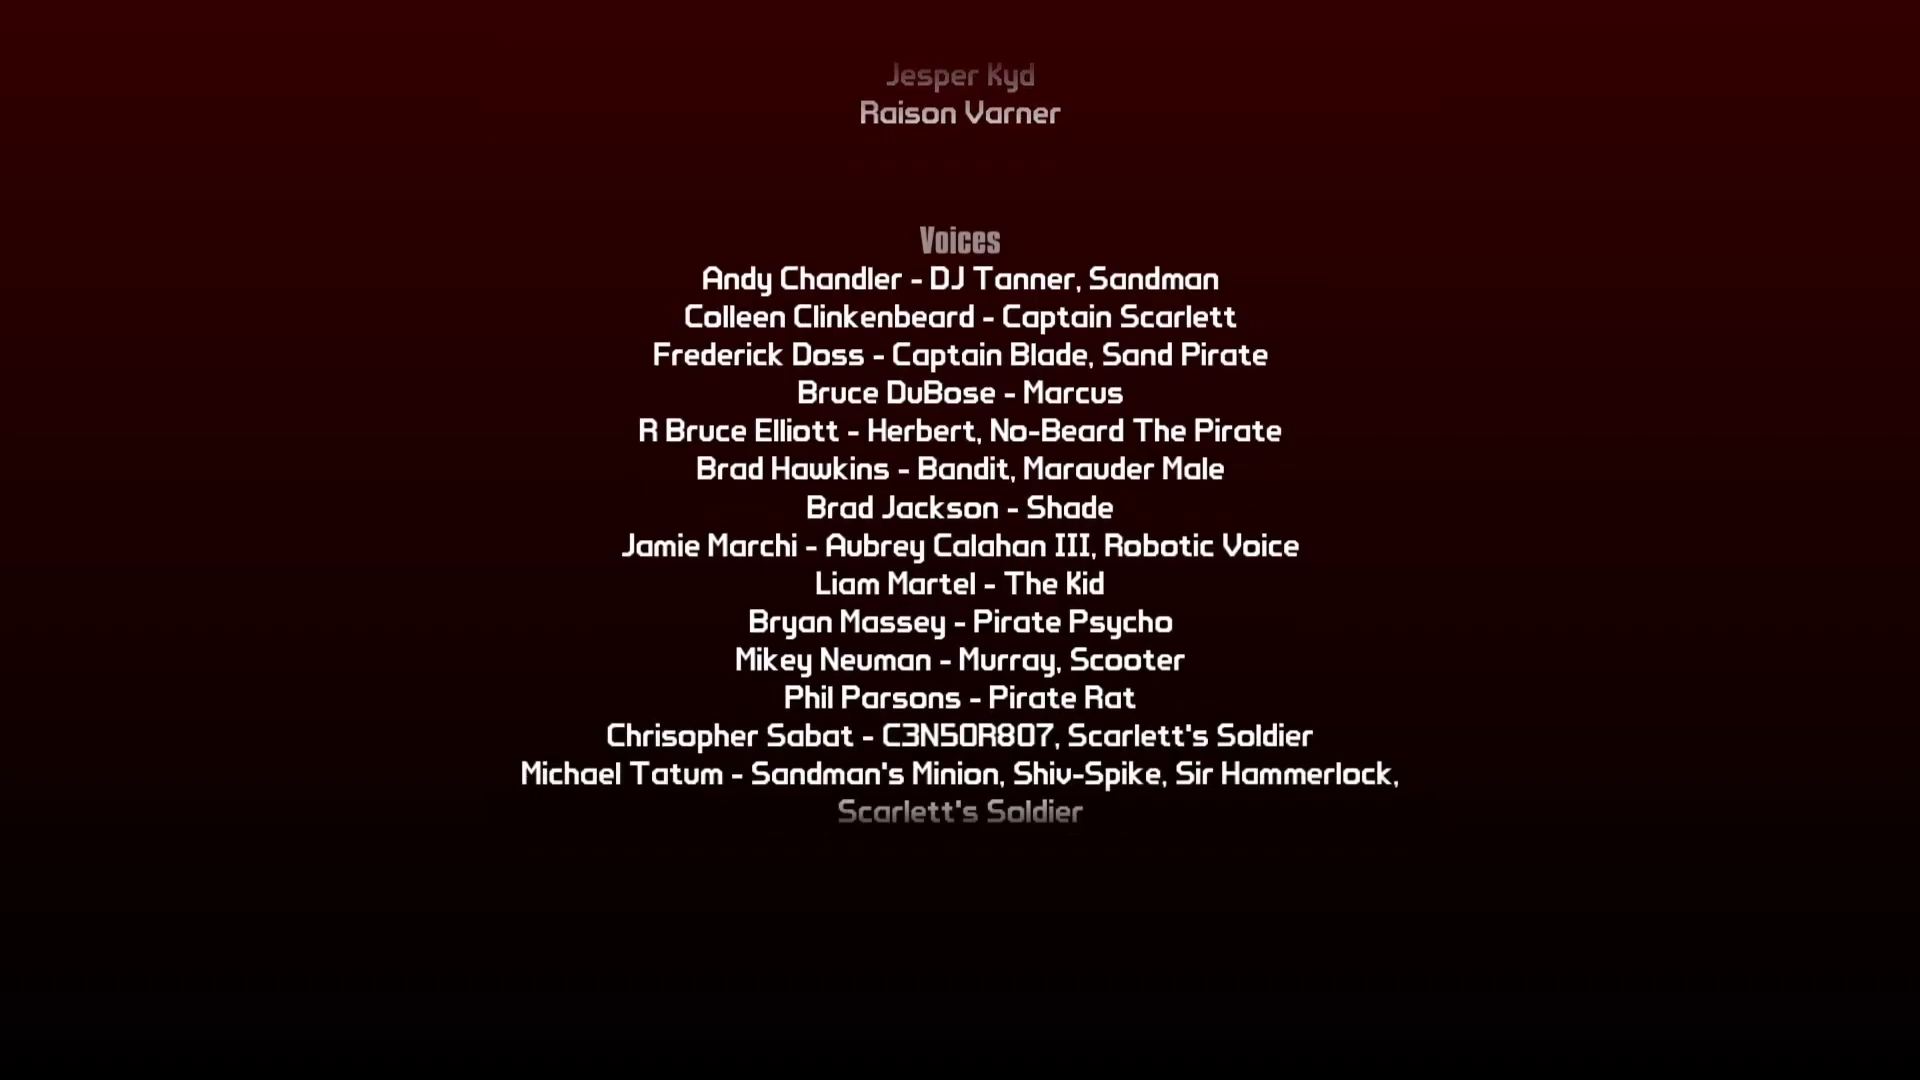 Jesper Kyd
Raison Varner
Voices
Andy Chandler - DJ Tanner, Sandman
Colleen Clinkenbeard - Captain Scarlett
Frederick Doss - Captain Blade, Sand Pirate
Bruce DuBose - Marcus
R Bruce Elliott - Herbert, No-Beard The Pirate
Brad Hawkins - Bandit, Marauder Male
Brad Jackson - Shade
Jamie Marchi - Aubrey Calahan III, Robotic Voice
Liam Martel - The Kid
Bryan Massey - Pirate Psycho
Mikey Neuman - Murray, Scooter
Phil Parsons - Pirate Rat
Chrisopher Sabat - C3N50R807, Scarlett's Soldier
Michael Tatum - Sandman's Minion, Shiv-Spike, Sir Hammerlock,
Scarlett's Soldier